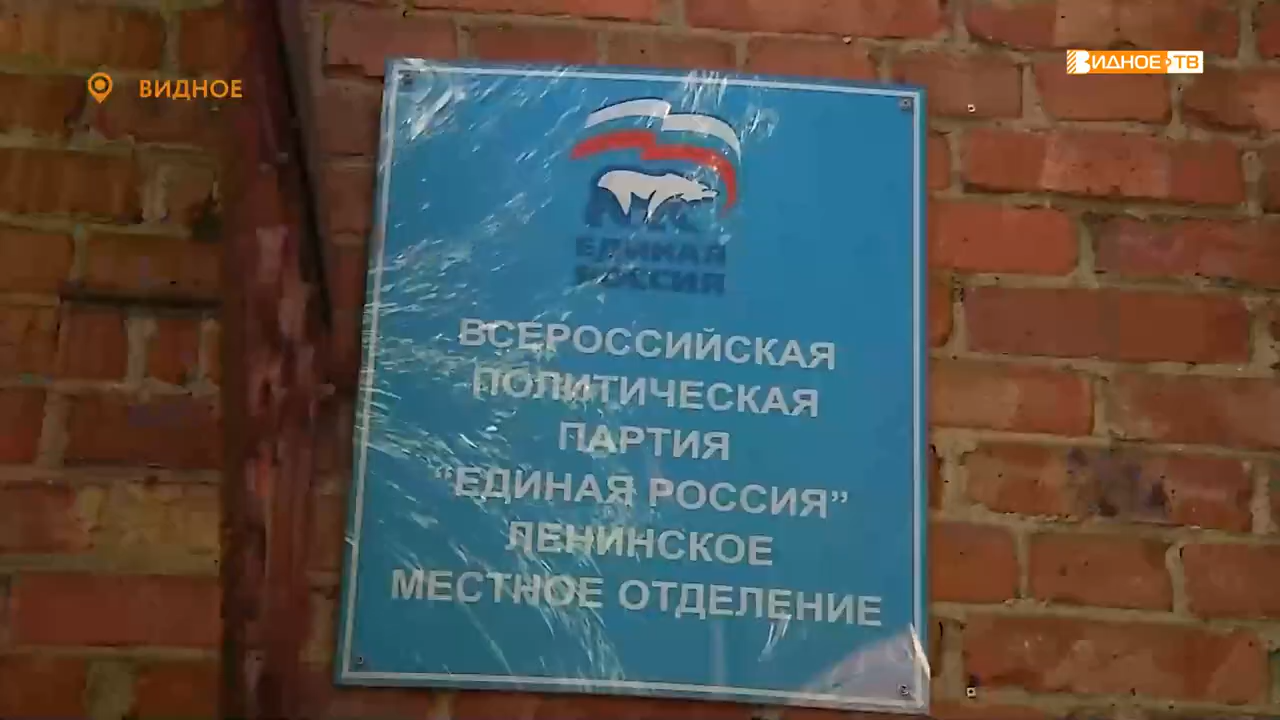 ВИДНОЕ
ВИДНОЕ ТВ
ЕДИНАЯ
РОССИЯ
ВСЕРОССИЙСКАЯ
ПОЛИТИЧЕСКАЯ
ПАРТИЯ
“ЕДИНАЯ РОССИЯ”
ЛЕНИНСКОЕ
МЕСТНОЕ ОТДЕЛЕНИЕ